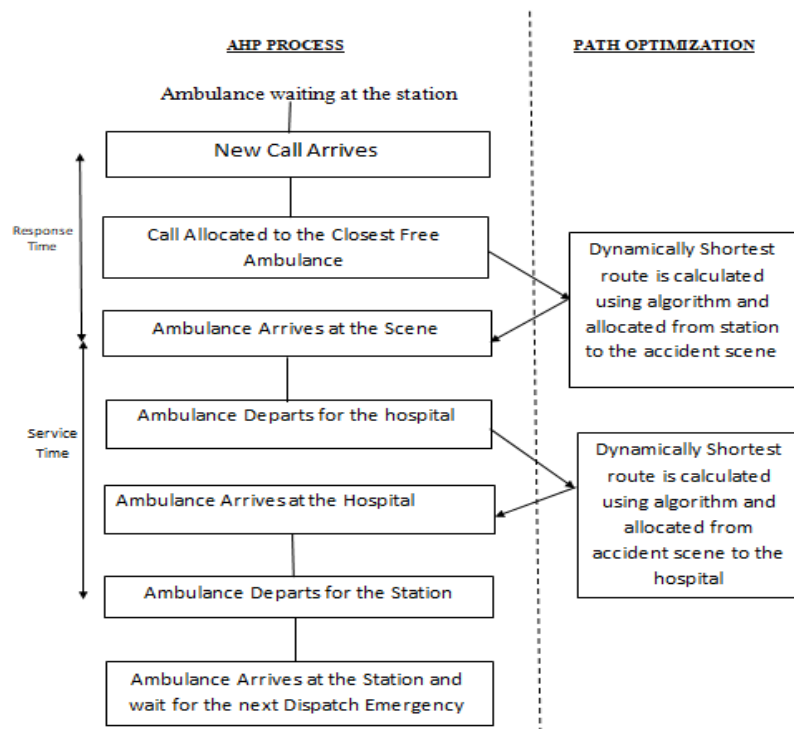 AHP PROCESS
PATH OPTIMIZATION
Ambulance waiting at the station
New Call Arrives
Response
Time
Call Allocated to the Closest Free
Ambulance
Dynamically Shortest
route is calculated
using algorithm and
allocated from station
to the accident scene
Ambulance Arrives at the Scene
Ambulance Departs for the hospital
Service
Time
Dynamically Shortest
route is calculated
using algorithm and
allocated from
accident scene to the
hospital
Ambulance Arrives at the Hospital
Ambulance Departs for the Station
Ambulance Arrives at the Station and
wait for the next Dispatch Emergency